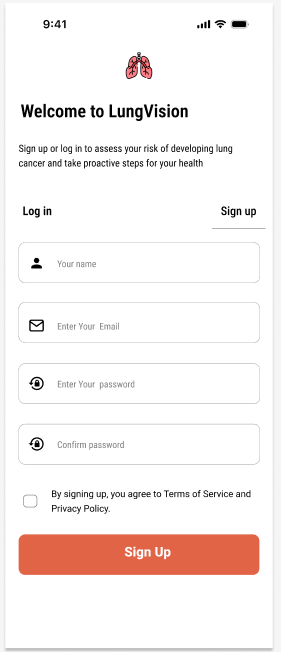 9:41
Welcome to LungVision
Sign up or log in to assess your risk of developing lung
cancer and take proactive steps for your health
Log in
Sign up
Your name
Enter Your  Email
Enter Your  password
Confirm password
By signing up, you agree to Terms of Service and
Privacy Policy.
Sign Up